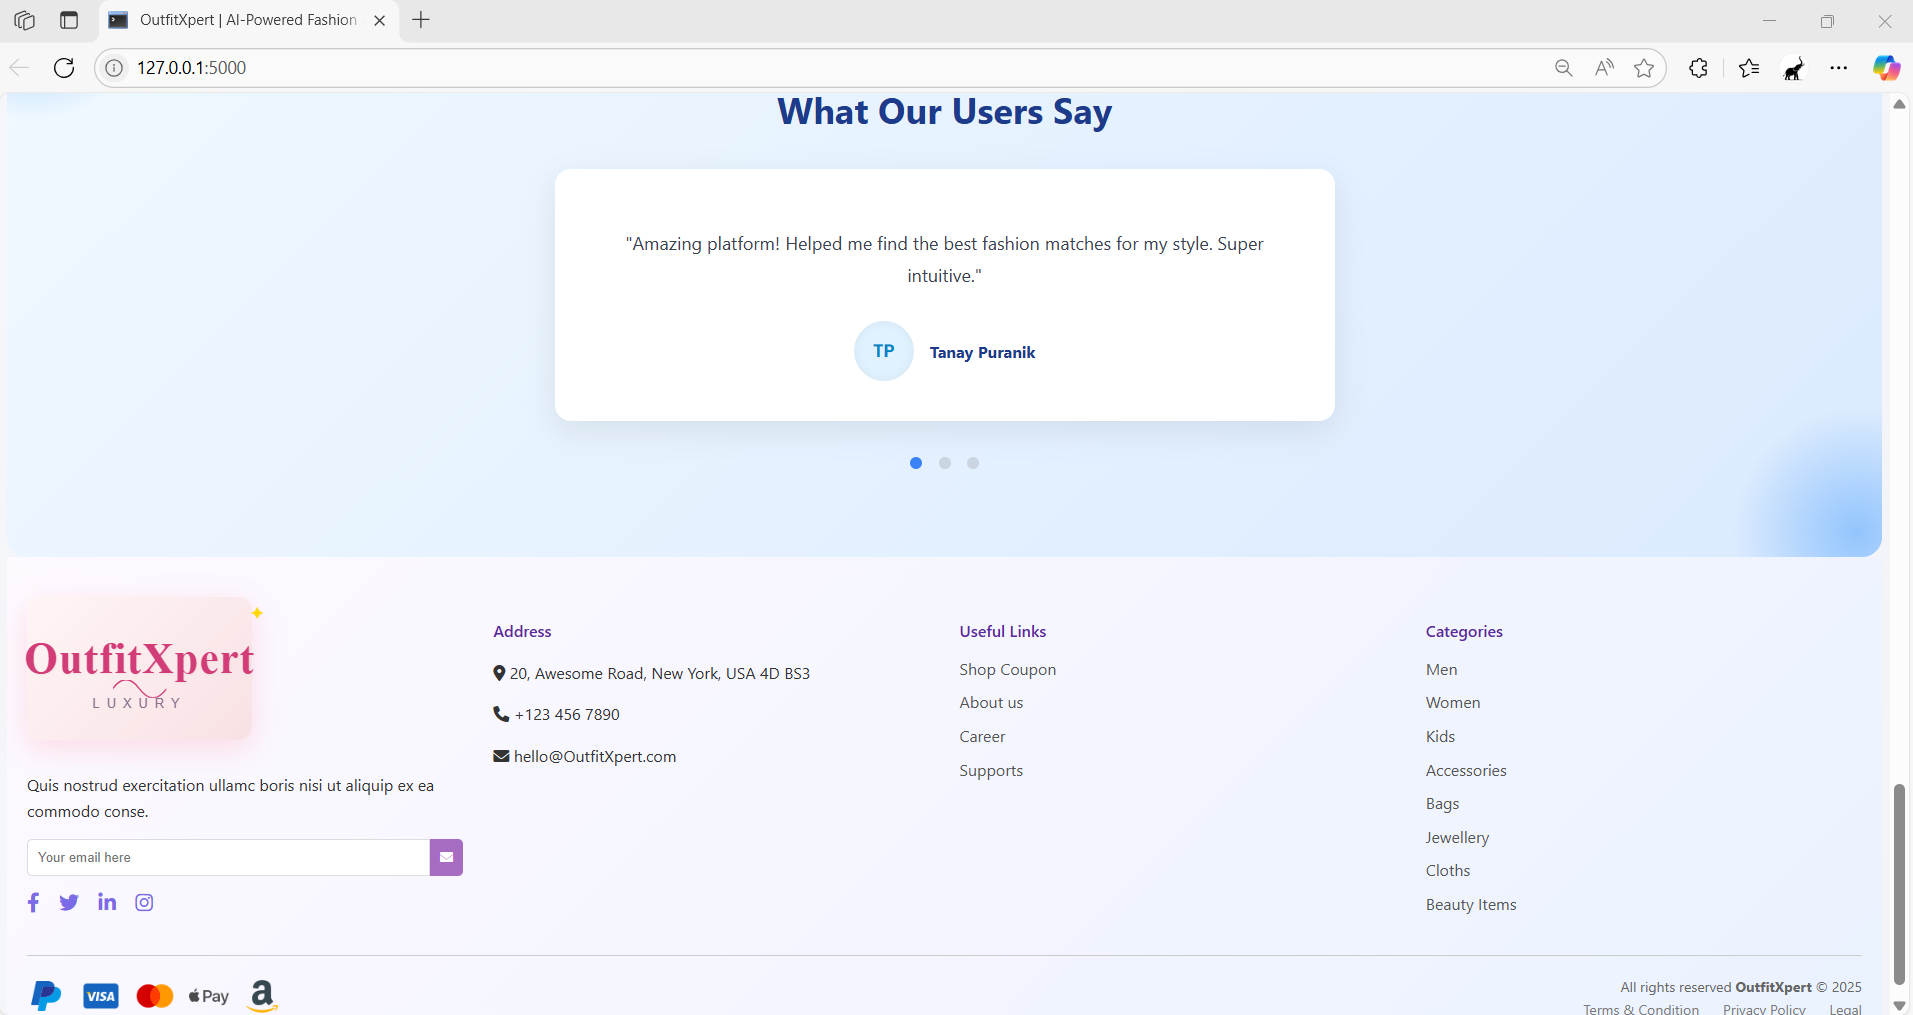 OutfitXpert | AI-Powered Fashion
127.0.0.1:5000
What Our Users Say
"Amazing platform! Helped me find the best fashion matches for my style. Super
intuitive."
TP
Tanay Puranik
OutfitXpert
LUXURY
Quis nostrud exercitation ullamc boris nisi ut aliquip ex ea
commodo conse.
Your email here
Address
20, Awesome Road, New York, USA 4D BS3
+123 456 7890
hello@OutfitXpert.com
Useful Links
Shop Coupon
About us
Career
Supports
Categories
Men
Women
Kids
Accessories
Bags
Jewellery
Cloths
Beauty Items
VISA
Pay
a
All rights reserved OutfitXpert © 2025
Terms & Condition Privacy Policy Legal